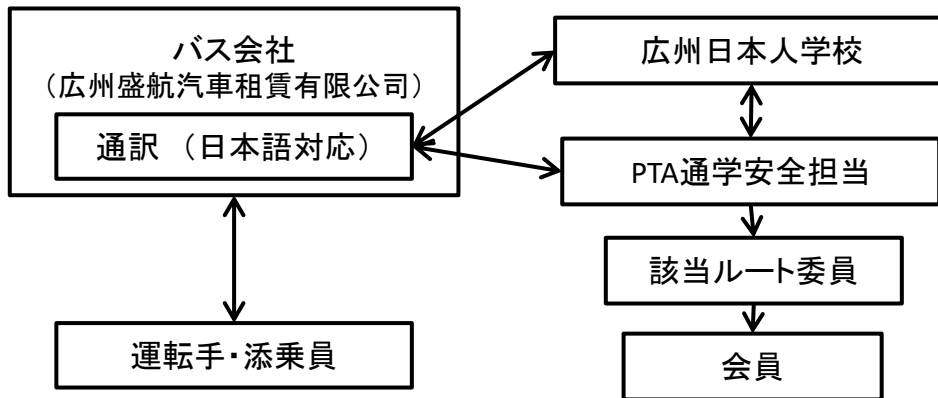 バス会社
（広州盛航汽車租賃有限公司）
通訳 （日本語対応）
運転手・添乗員
広州日本人学校
PTA通学安全担当
該当ルート委員
会員